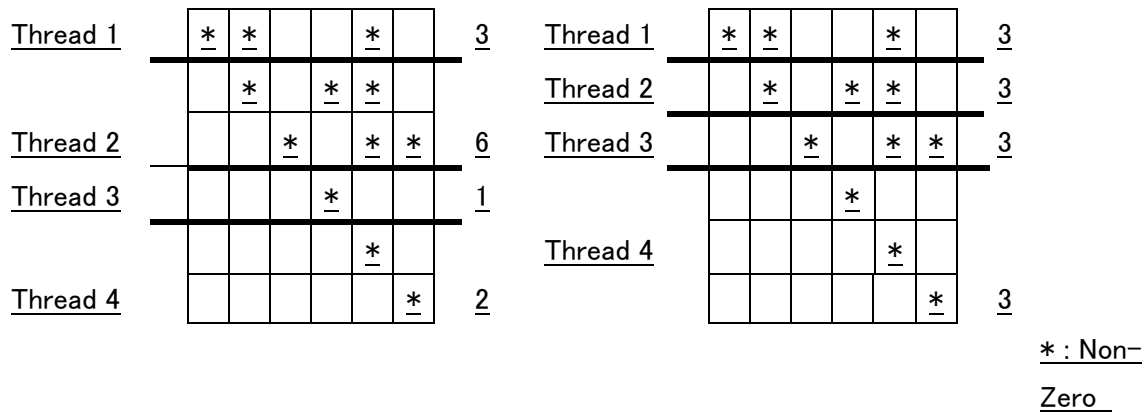 Thread 1 * * * 3 Thread 1 * * * 3
* * * Thread 2 * * * 3
Thread 2 * * * 6 Thread 3 * * * 3
Thread 3 * 1 *
* Thread 4 *
Thread 4 * 2 * 3
* : Non-
Zero